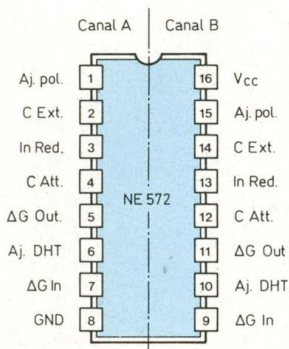 Canal A Canal B
Aj. pol. 1 16 Vcc
C Ext. 2 15 Aj. pol.
In Red. 3 14 C Ext.
C Att. 4 13 In Red.
NE 572
ΔG Out. 5 12 C Att.
Aj. DHT 6 11 ΔG Out
ΔG In 7 10 Aj. DHT
GND 8 9 ΔG In